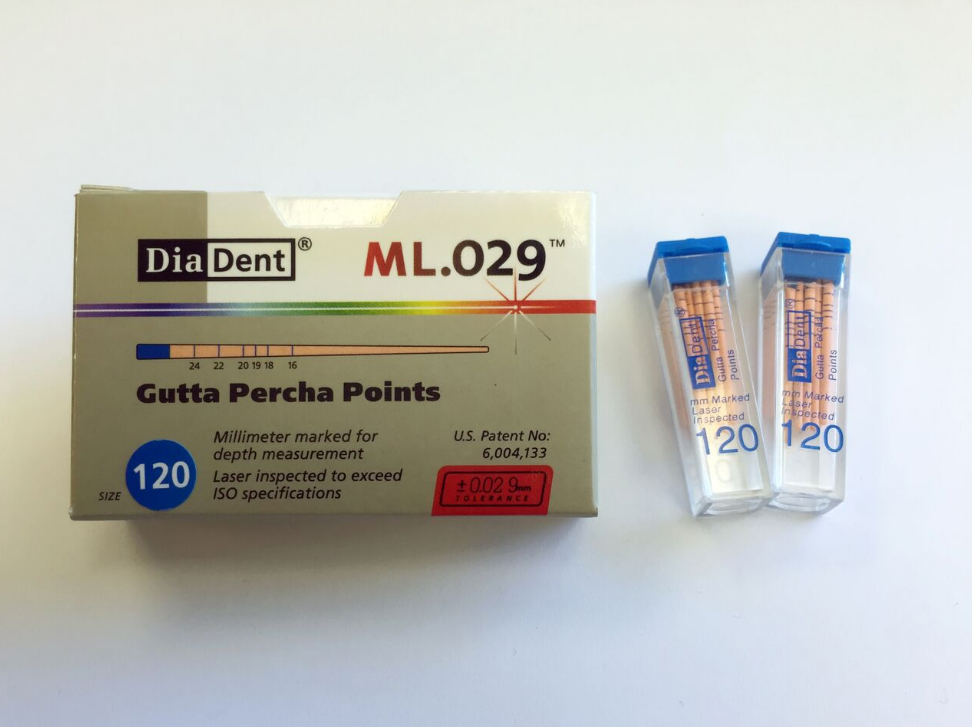 DiaDent®
ML.029™
24 22 20 19 18 16
Gutta Percha Points
SIZE 120
Millimeter marked for
depth measurement
Laser inspected to exceed
ISO specifications
U.S. Patent No:
6,004,133
±0.029mm
TOLERANCE
DiaDent®
Gutta Percha
Points
mm Marked
Laser
Inspected
120
DiaDent®
Gutta Percha
Points
mm Marked
Laser
Inspected
120